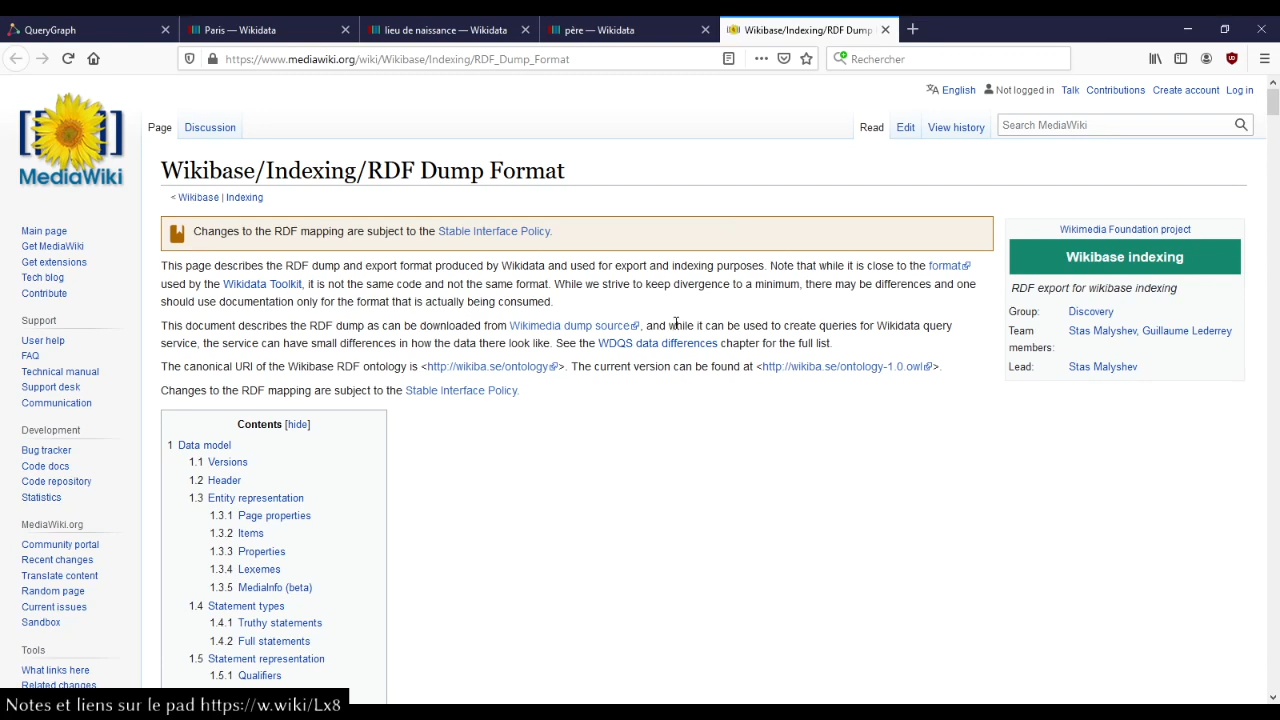 QueryGraph
Paris — Wikidata
lieu de naissance — Wikidata
père — Wikidata
Wikibase/Indexing/RDF Dump
https://www.mediawiki.org/wiki/Wikibase/Indexing/RDF_Dump_Format
Rechercher
English Not logged in Talk Contributions Create account Log in
Page Discussion Read Edit View history Search MediaWiki
MediaWiki
Wikibase/Indexing/RDF Dump Format
< Wikibase | Indexing
Changes to the RDF mapping are subject to the Stable Interface Policy.
This page describes the RDF dump and export format produced by Wikidata and used for export and indexing purposes. Note that while it is close to the format
used by the Wikidata Toolkit, it is not the same code and not the same format. While we strive to keep divergence to a minimum, there may be differences and one
should use documentation only for the format that is actually being consumed.
This document describes the RDF dump as can be downloaded from Wikimedia dump source, and while it can be used to create queries for Wikidata query
service, the service can have small differences in how the data there look like. See the WDQS data differences chapter for the full list.
The canonical URI of the Wikibase RDF ontology is <http://wikiba.se/ontology>. The current version can be found at <http://wikiba.se/ontology-1.0.owl>.
Changes to the RDF mapping are subject to the Stable Interface Policy.
Wikimedia Foundation project
Wikibase indexing
RDF export for wikibase indexing
Group: Discovery
Team members: Stas Malyshev, Guillaume Lederrey
Lead: Stas Malyshev
Contents [hide]
1 Data model
1.1 Versions
1.2 Header
1.3 Entity representation
1.3.1 Page properties
1.3.2 Items
1.3.3 Properties
1.3.4 Lexemes
1.3.5 MediaInfo (beta)
1.4 Statement types
1.4.1 Truthy statements
1.4.2 Full statements
1.5 Statement representation
1.5.1 Qualifiers
Main page
Get MediaWiki
Get extensions
Tech blog
Contribute
Support
User help
FAQ
Technical manual
Support desk
Communication
Development
Bug tracker
Code docs
Code repository
Statistics
MediaWiki.org
Community portal
Recent changes
Translate content
Random page
Current issues
Sandbox
Tools
What links here
Related changes
Notes et liens sur le pad https://w.wiki/Lx8